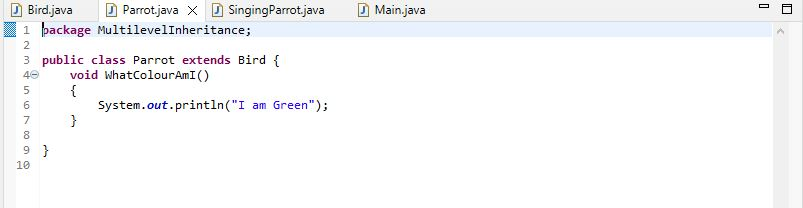 Bird.java Parrot.java SingingParrot.java Main.java
1 package MultilevelInheritance;
2
3 public class Parrot extends Bird {
4 void WhatColourAmI()
5 {
6 System.out.println("I am Green");
7 }
8
9 }
10